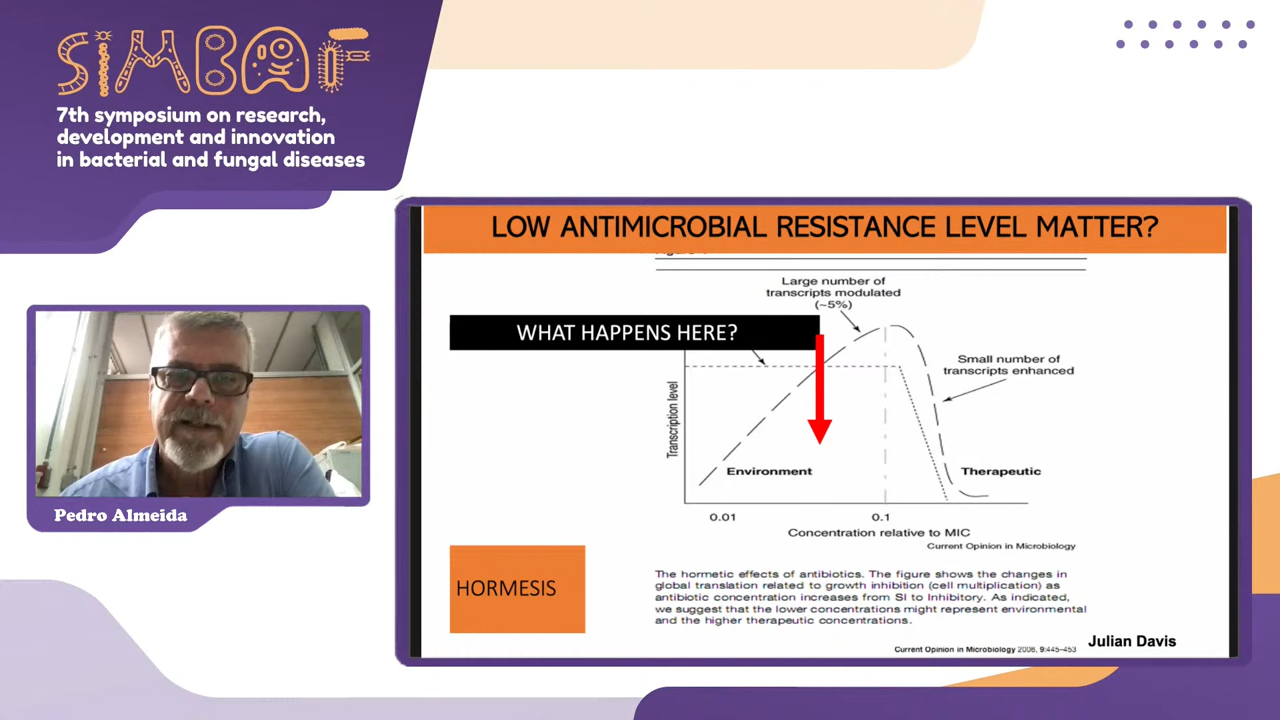 SIMBAF
7th symposium on research,
development and innovation
in bacterial and fungal diseases
Pedro Almeida
LOW ANTIMICROBIAL RESISTANCE LEVEL MATTER?
Large number of
transcripts modulated
(~5%)
WHAT HAPPENS HERE?
Small number of
transcripts enhanced
Transcription level
Environment
Therapeutic
0.01
0.1
Concentration relative to MIC
Current Opinion in Microbiology
HORMESIS
The hormetic effects of antibiotics. The figure shows the changes in
global translation related to growth inhibition (cell multiplication) as
antibiotic concentration increases from SI to Inhibitory. As indicated,
we suggest that the lower concentrations might represent environmental
and the higher therapeutic concentrations.
Current Opinion in Microbiology 2006, 9:445–453
Julian Davis